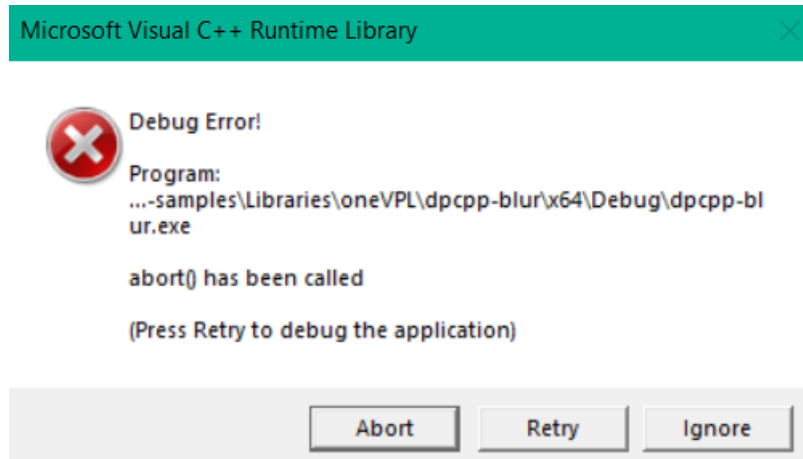 Microsoft Visual C++ Runtime Library
Debug Error!
Program:
...-samples\Libraries\oneVPL\dpcpp-blur\x64\Debug\dpcpp-bl
ur.exe
abort() has been called
(Press Retry to debug the application)
Abort Retry Ignore